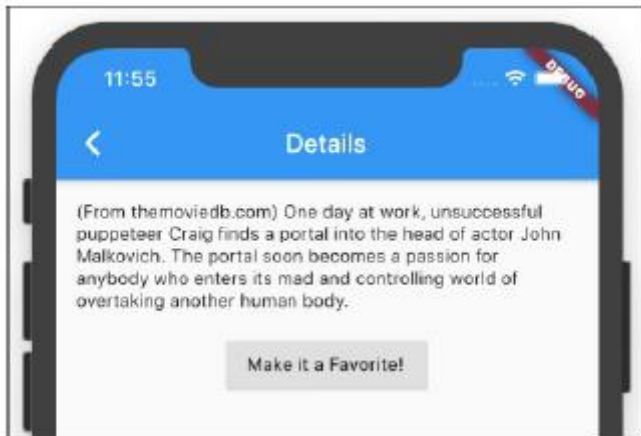 11:55
DEBUG
Details
(From themoviedb.com) One day at work, unsuccessful
puppeteer Craig finds a portal into the head of actor John
Malkovich. The portal soon becomes a passion for
anybody who enters its mad and controlling world of
overtaking another human body.
Make it a Favorite!